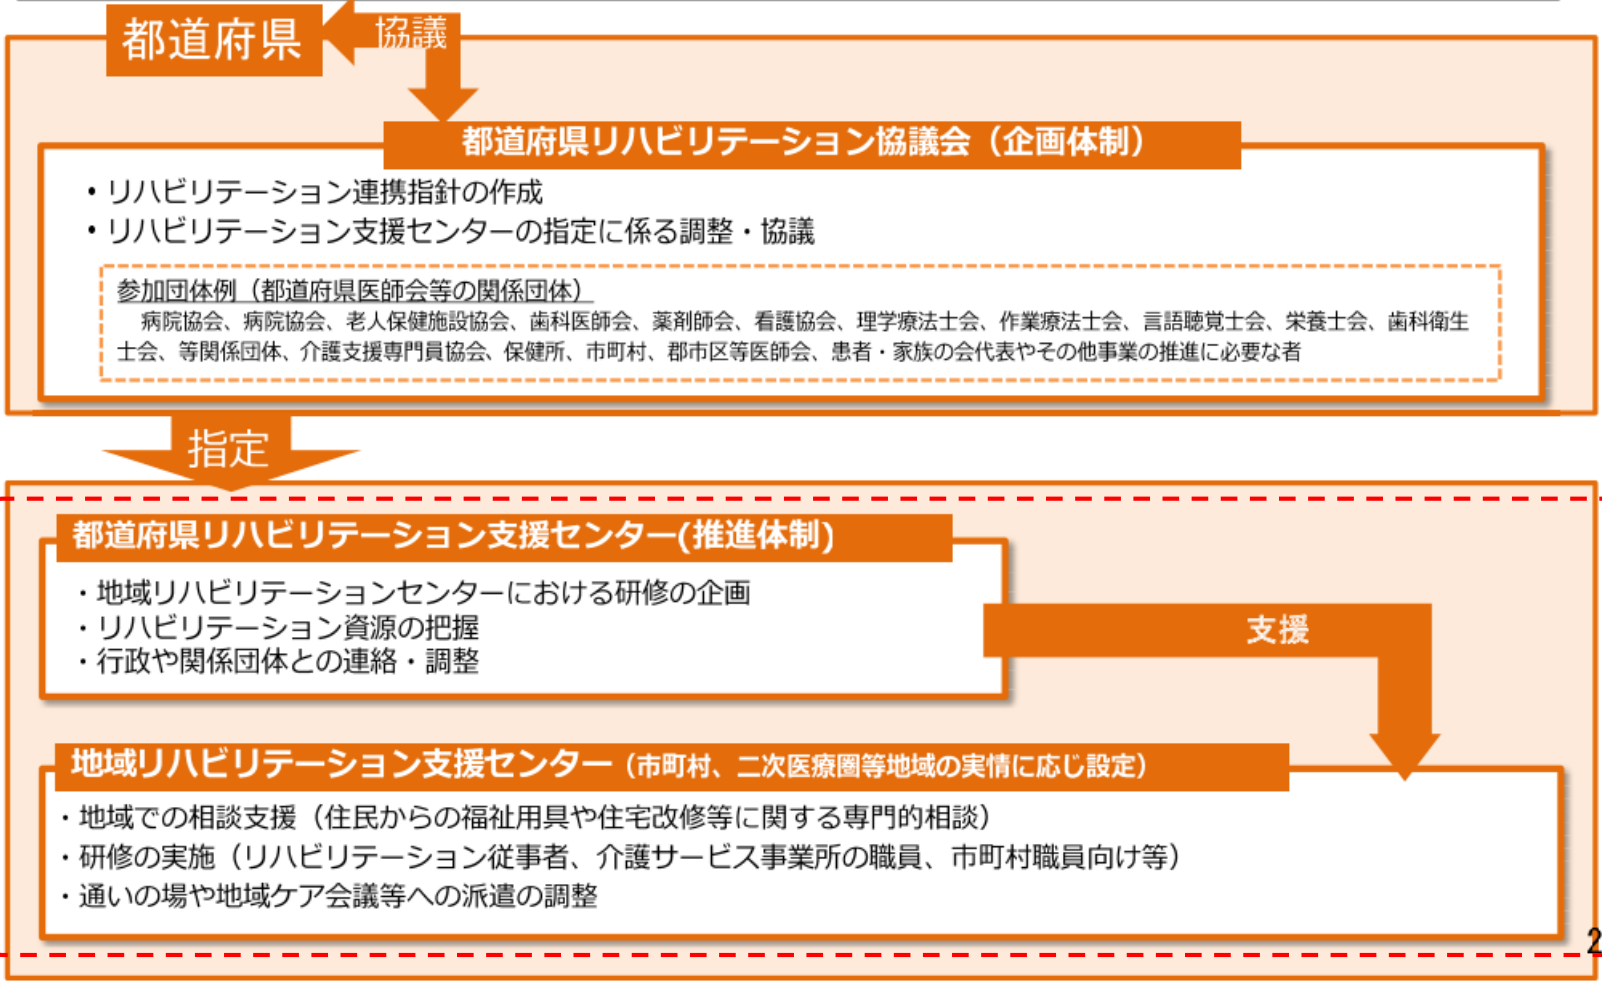 都道府県
協議
都道府県リハビリテーション協議会（企画体制）
・リハビリテーション連携指針の作成
・リハビリテーション支援センターの指定に係る調整・協議
参加団体例（都道府県医師会等の関係団体）
病院協会、病院協会、老人保健施設協会、歯科医師会、薬剤師会、看護協会、理学療法士会、作業療法士会、言語聴覚士会、栄養士会、歯科衛生
士会、等関係団体、介護支援専門員協会、保健所、市町村、郡市区等医師会、患者・家族の会代表やその他事業の推進に必要な者
指定
都道府県リハビリテーション支援センター(推進体制)
・地域リハビリテーションセンターにおける研修の企画
・リハビリテーション資源の把握
・行政や関係団体との連絡・調整
支援
地域リハビリテーション支援センター（市町村、二次医療圏等地域の実情に応じ設定）
・地域での相談支援（住民からの福祉用具や住宅改修等に関する専門的相談）
・研修の実施（リハビリテーション従事者、介護サービス事業所の職員、市町村職員向け等）
・通いの場や地域ケア会議等への派遣の調整
2